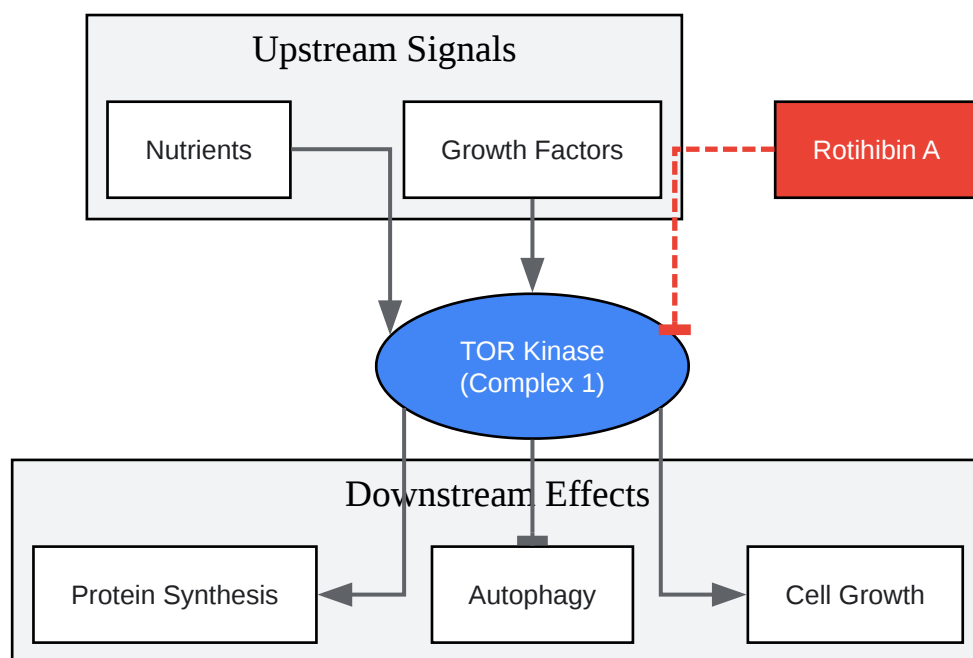 Upstream Signals
Nutrients
Growth Factors
Rotihibin A
TOR Kinase
(Complex 1)
Downstream Effects
Protein Synthesis
Autophagy
Cell Growth